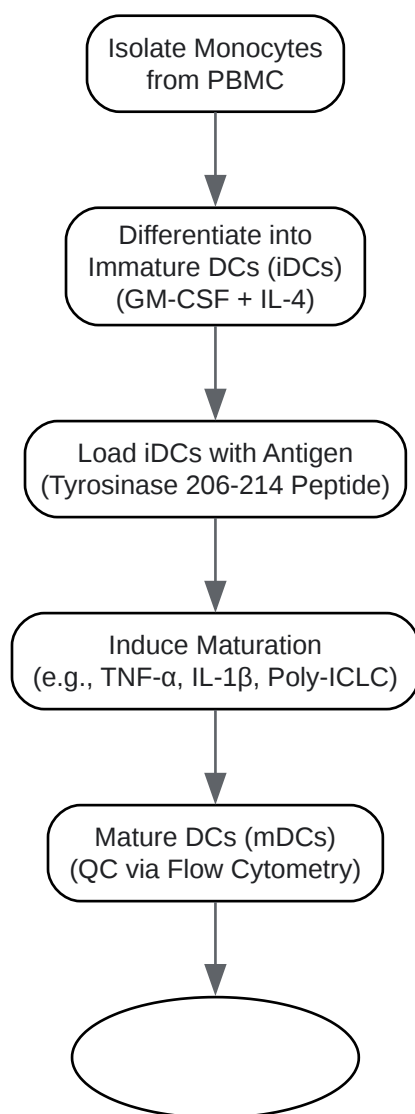 Isolate Monocytes
from PBMC
Differentiate into
Immature DCs (iDCs)
(GM-CSF + IL-4)
Load iDCs with Antigen
(Tyrosinase 206-214 Peptide)
Induce Maturation
(e.g., TNF-α, IL-1β, Poly-ICLC)
Mature DCs (mDCs)
(QC via Flow Cytometry)